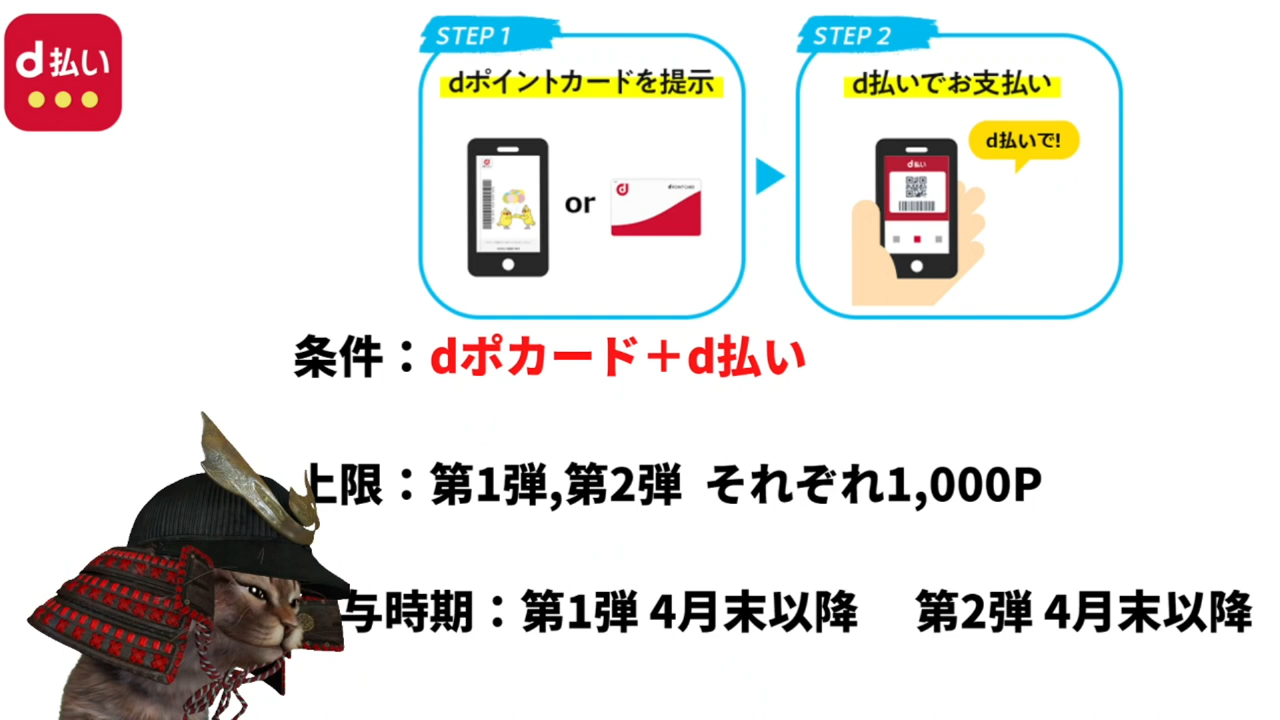 d払い
STEP 1
dポイントカードを提示
or
STEP 2
d払いでお支払い
d払いで!
d払い
条件：dポカード＋d払い
上限：第1弾,第2弾 それぞれ1,000P
与時期：第1弾 4月末以降 第2弾 4月末以降